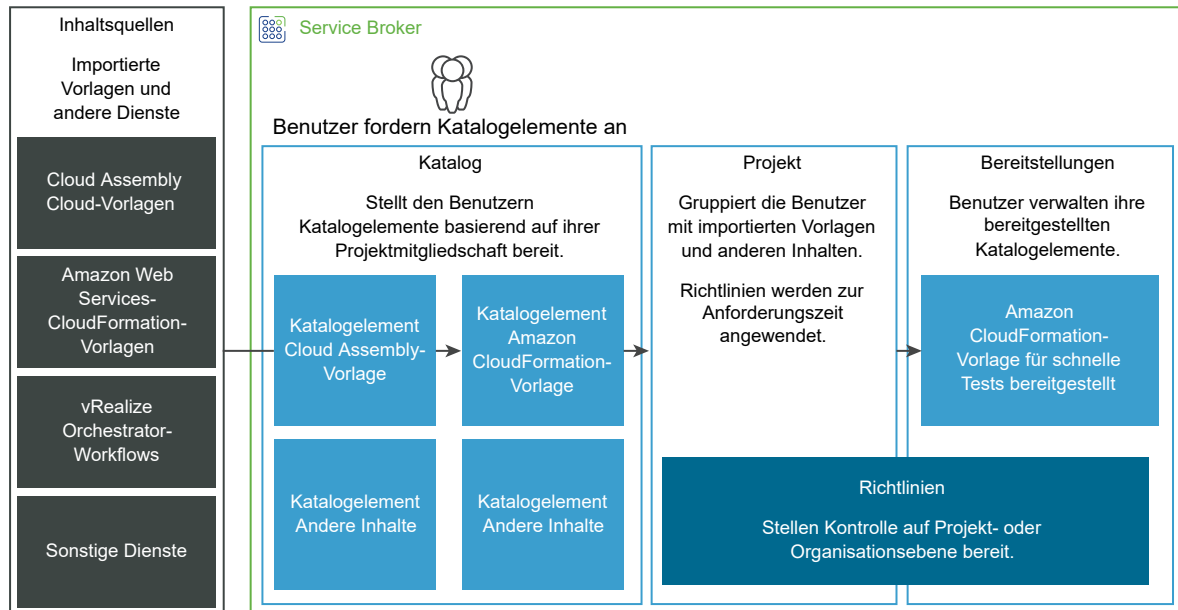 Inhaltsquellen
Importierte
Vorlagen und
andere Dienste
Cloud Assembly
Cloud-Vorlagen
Amazon Web
Services-
CloudFormation-
Vorlagen
vRealize
Orchestrator-
Workflows
Sonstige Dienste
Service Broker
Benutzer fordern Katalogelemente an
Katalog
Stellt den Benutzern
Katalogelemente basierend auf ihrer
Projektmitgliedschaft bereit.
Katalogelement
Cloud Assembly-
Vorlage
Katalogelement
Amazon
CloudFormation-
Vorlage
Katalogelement
Andere Inhalte
Katalogelement
Andere Inhalte
Projekt
Gruppiert die Benutzer
mit importierten Vorlagen
und anderen Inhalten.
Richtlinien werden zur
Anforderungszeit
angewendet.
Bereitstellungen
Benutzer verwalten ihre
bereitgestellten
Katalogelemente.
Amazon
CloudFormation-
Vorlage für schnelle
Tests bereitgestellt
Richtlinien
Stellen Kontrolle auf Projekt- oder
Organisationsebene bereit.